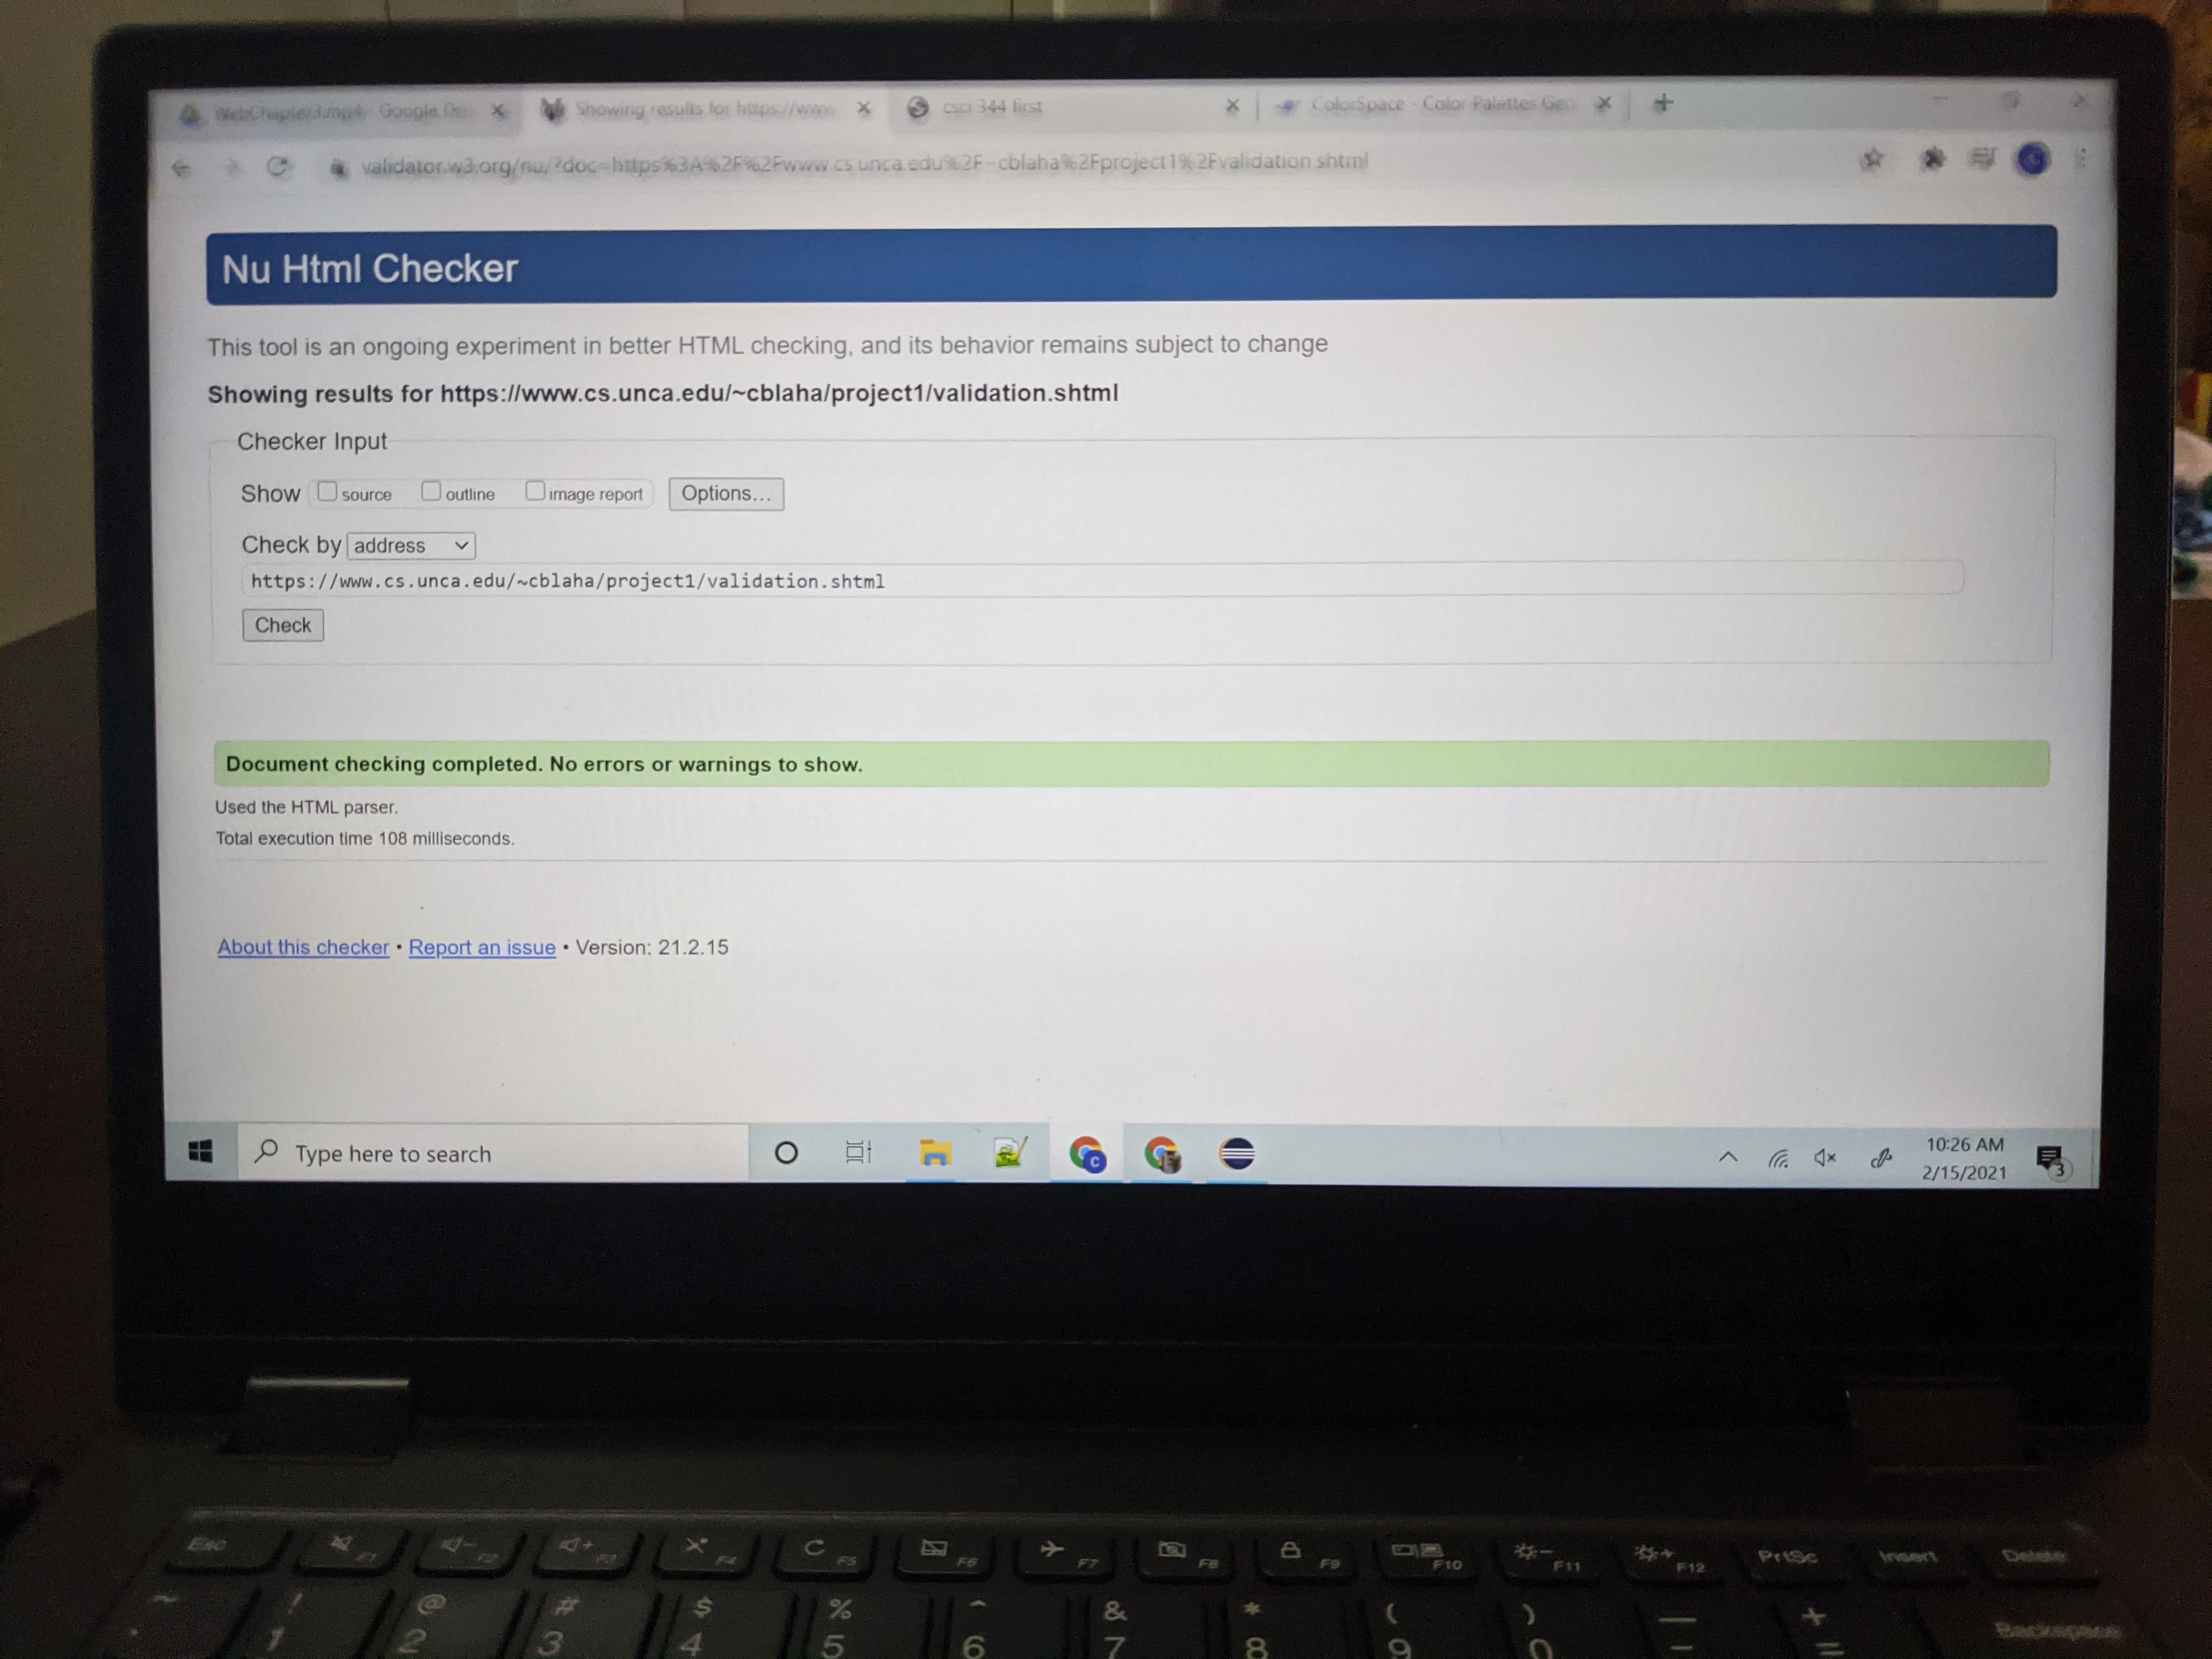 WebChapter3.mp4 - Google Dri
Showing results for https://www
csci 344 first
ColorSpace - Color Palettes Gen
validator.w3.org/nu/?doc=https%3A%2F%2Fwww.cs.unca.edu%2F~cblaha%2Fproject1%2Fvalidation.shtml
Nu Html Checker
This tool is an ongoing experiment in better HTML checking, and its behavior remains subject to change
Showing results for https://www.cs.unca.edu/~cblaha/project1/validation.shtml
Checker Input
Show source outline image report Options...
Check by address
https://www.cs.unca.edu/~cblaha/project1/validation.shtml
Check
Document checking completed. No errors or warnings to show.
Used the HTML parser.
Total execution time 108 milliseconds.
About this checker • Report an issue • Version: 21.2.15
Type here to search
C
10:26 AM
2/15/2021
3
Esc F1 F2 F3 F4 F5 F6 F7 F8 F9 F10 F11 F12 PrtSc Insert Delete
~ ! @ # $ % ^ & * ( ) — +
1 2 3 4 5 6 7 8 9 0 - = Backspace